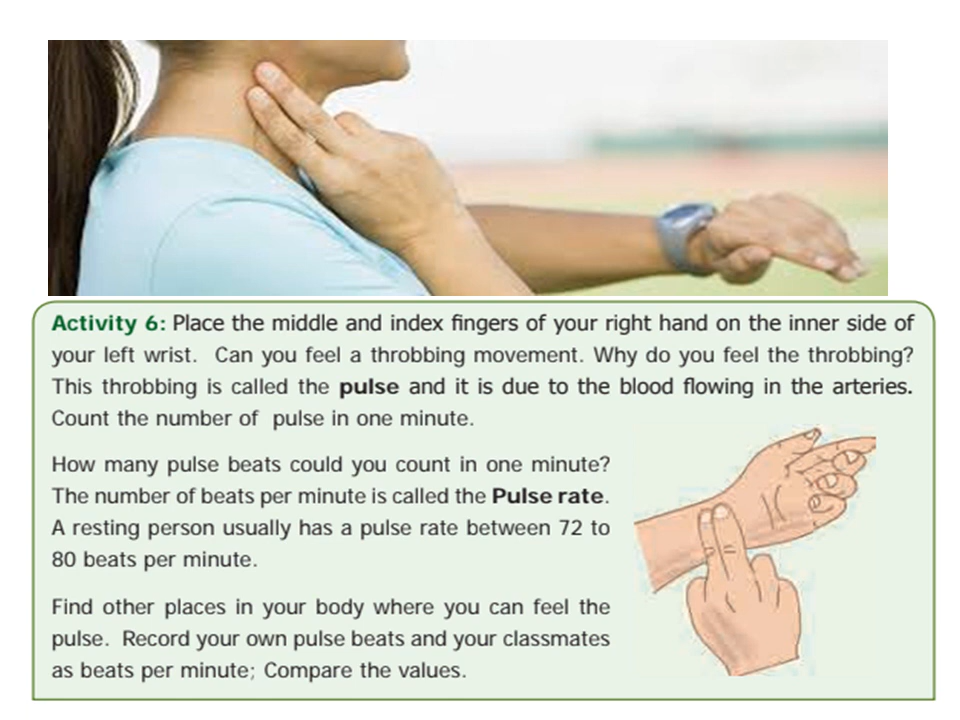 Activity 6: Place the middle and index fingers of your right hand on the inner side of
your left wrist. Can you feel a throbbing movement. Why do you feel the throbbing?
This throbbing is called the pulse and it is due to the blood flowing in the arteries.
Count the number of pulse in one minute.
How many pulse beats could you count in one minute?
The number of beats per minute is called the Pulse rate.
A resting person usually has a pulse rate between 72 to
80 beats per minute.
Find other places in your body where you can feel the
pulse. Record your own pulse beats and your classmates
as beats per minute; Compare the values.